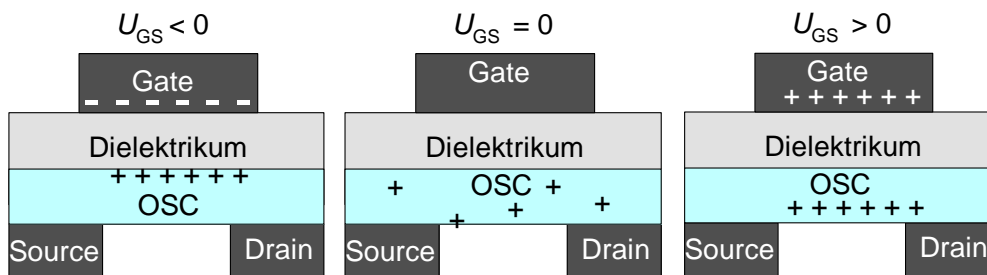 U_GS < 0
Gate
− − − − − −
Dielektrikum
+ + + + + +
OSC
Source Drain
U_GS = 0
Gate
Dielektrikum
+ OSC +
+ + +
Source Drain
U_GS > 0
Gate
+ + + + + +
Dielektrikum
OSC
+ + + + + +
Source Drain